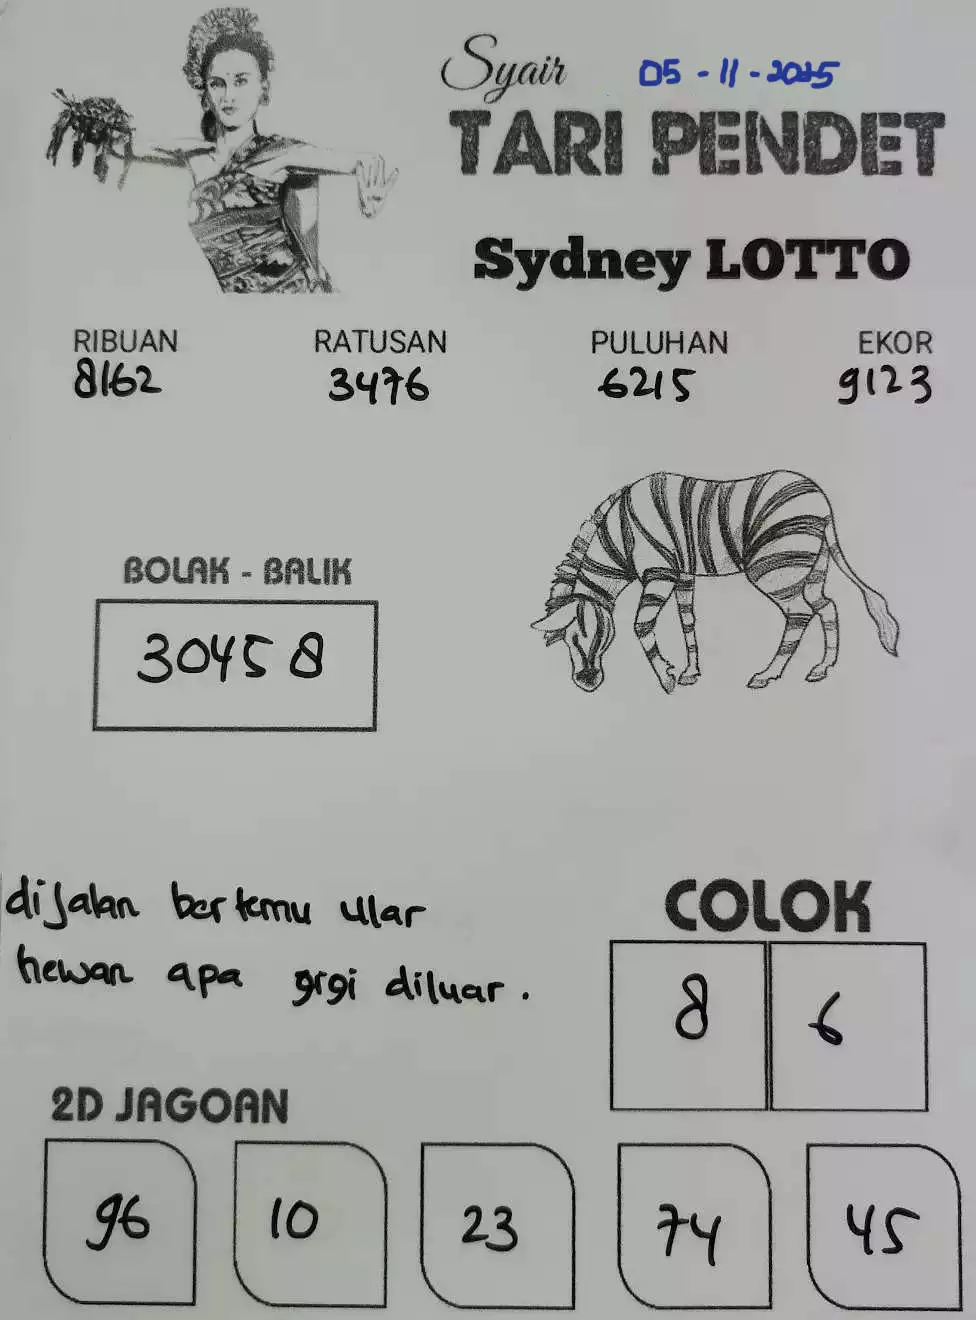 Syair 05-11-2025
TARI PENDET
Sydney LOTTO
RIBUAN RATUSAN PULUHAN EKOR
8162 3476 6215 9123
BOLAK - BALIK
30458
diJalan bertemu ular
hewan apa gigi diluar.
COLOK
8 6
2D JAGOAN
96 10 23 74 45